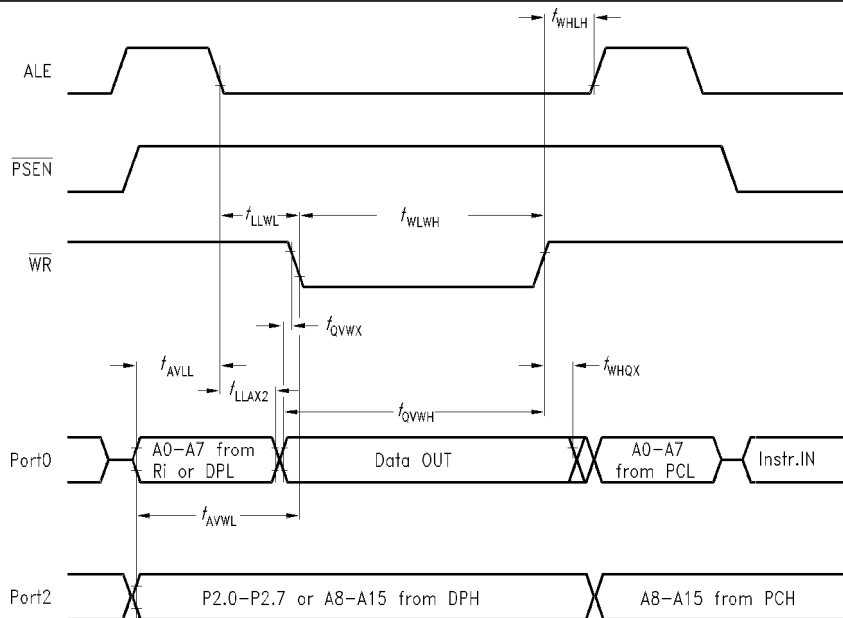 tWHLH
ALE
PSEN
tLLWL
tWLWH
WR
tQVWX
tAVLL
tWHQX
tLLAX2
tQVWH
Port0
A0-A7 from
Ri or DPL
Data OUT
A0-A7
from PCL
Instr.IN
tAVWL
Port2
P2.0-P2.7 or A8-A15 from DPH
A8-A15 from PCH